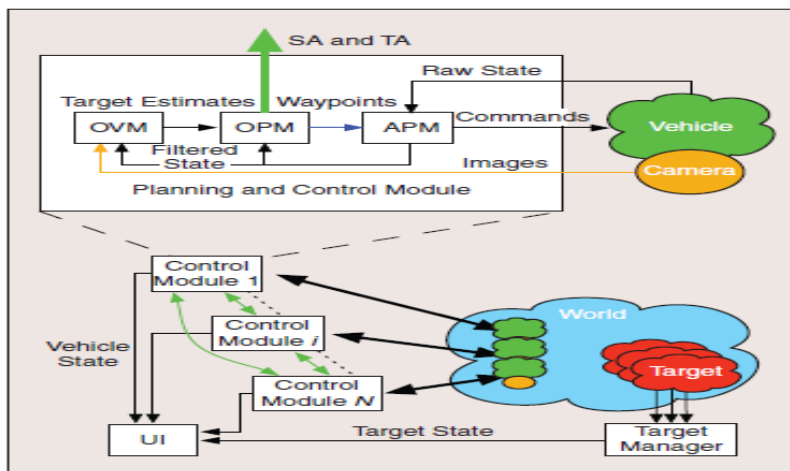 SA and TA
Raw State
Target Estimates
Waypoints
OVM
OPM
APM
Commands
Vehicle
Filtered
State
Images
Camera
Planning and Control Module
Control
Module 1
World
Control
Module i
Vehicle
State
Target
Control
Module N
UI
Target State
Target
Manager